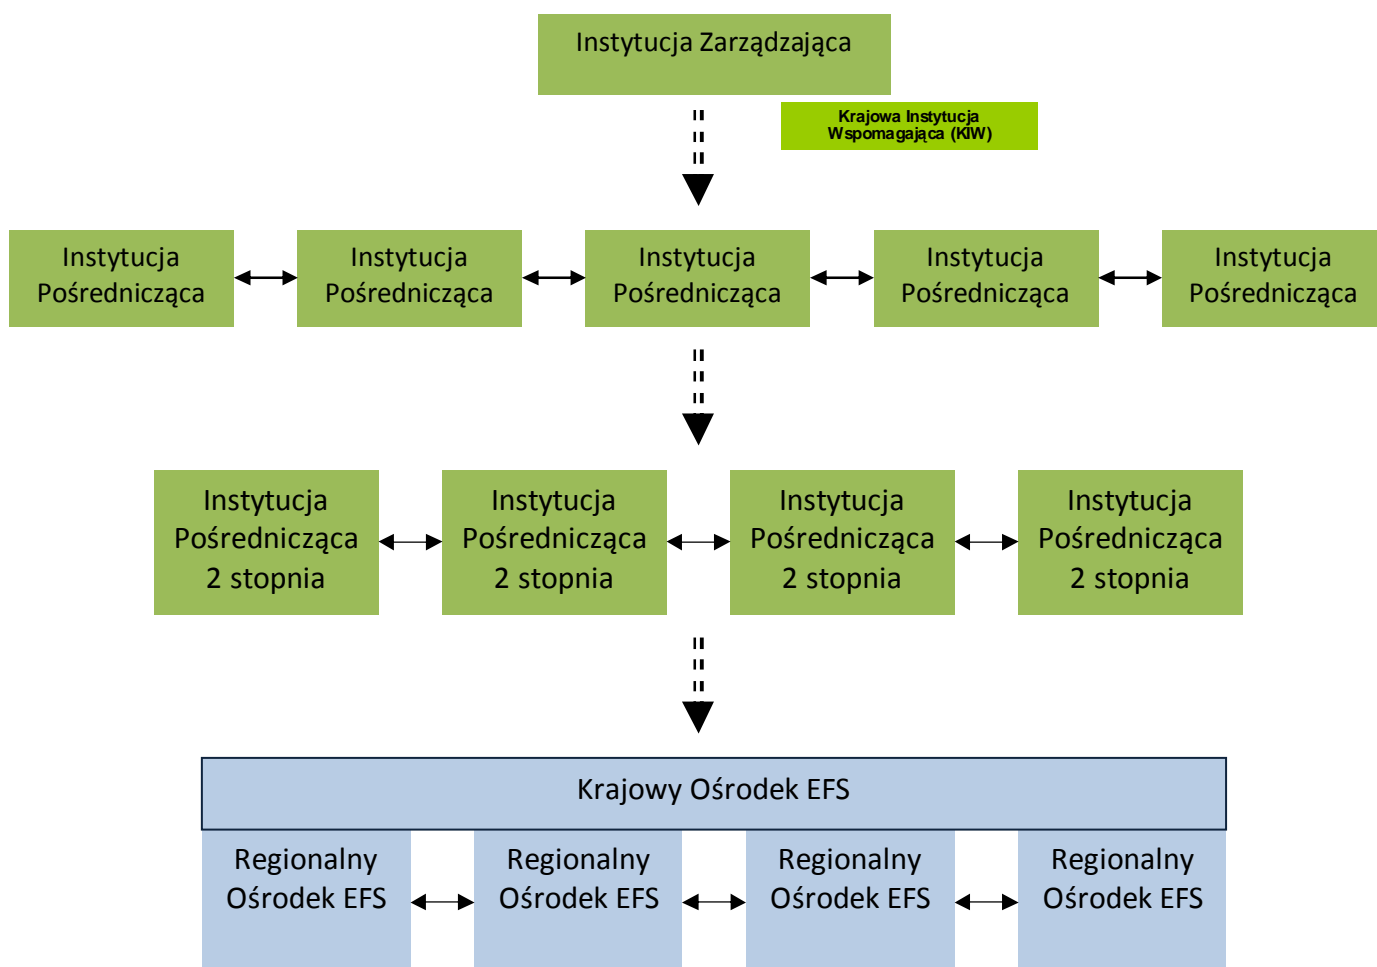 Instytucja Zarządzająca
Krajowa Instytucja
Wspomagająca (KIW)
Instytucja
Pośrednicząca
Instytucja
Pośrednicząca
Instytucja
Pośrednicząca
Instytucja
Pośrednicząca
Instytucja
Pośrednicząca
Instytucja
Pośrednicząca
2 stopnia
Instytucja
Pośrednicząca
2 stopnia
Instytucja
Pośrednicząca
2 stopnia
Instytucja
Pośrednicząca
2 stopnia
Krajowy Ośrodek EFS
Regionalny
Ośrodek EFS
Regionalny
Ośrodek EFS
Regionalny
Ośrodek EFS
Regionalny
Ośrodek EFS